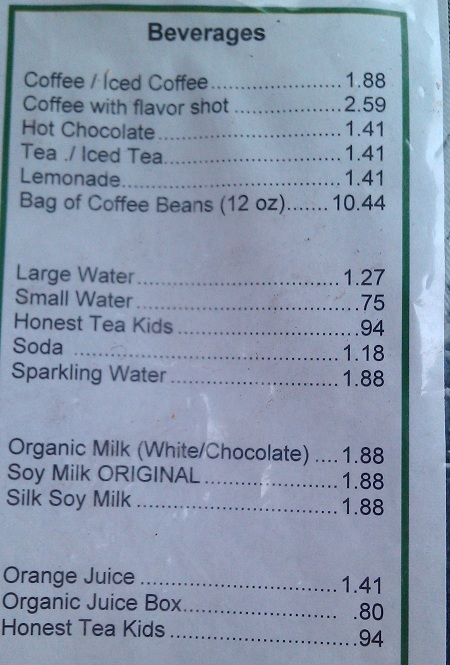 Beverages
Coffee / Iced Coffee........................1.88
Coffee with flavor shot ...................2.59
Hot Chocolate.................................1.41
Tea ./ Iced Tea................................1.41
Lemonade.......................................1.41
Bag of Coffee Beans (12 oz).......10.44
Large Water....................................1.27
Small Water......................................75
Honest Tea Kids...............................94
Soda ...............................................1.18
Sparkling Water..............................1.88
Organic Milk (White/Chocolate) ....1.88
Soy Milk ORIGINAL........................1.88
Silk Soy Milk ...................................1.88
Orange Juice ..................................1.41
Organic Juice Box........................... .80
Honest Tea Kids................................94